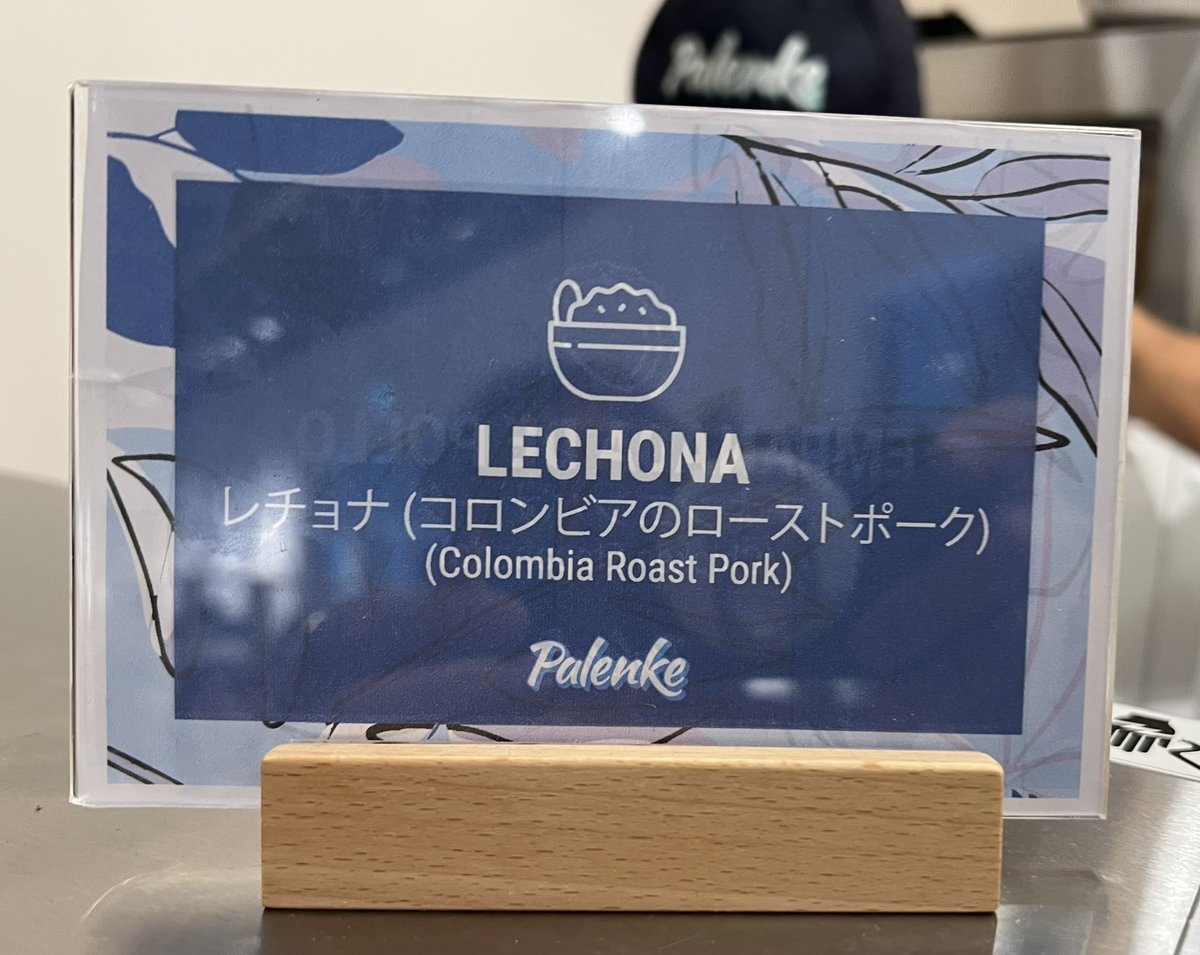 Palenke
LECHONA
レチョナ (コロンビアのローストポーク)
(Colombia Roast Pork)
Palenke